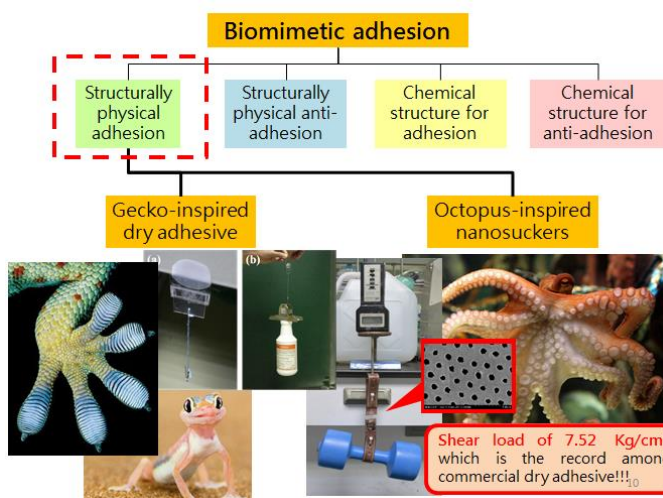 Biomimetic adhesion
Structurally
physical
adhesion
Structurally
physical anti-
adhesion
Chemical
structure for
adhesion
Chemical
structure for
anti-adhesion
Gecko-inspired
dry adhesive
Octopus-inspired
nanosuckers
(a)
(b)
Shear load of 7.52 Kg/cm
which is the record amon
commercial dry adhesive!!!
10